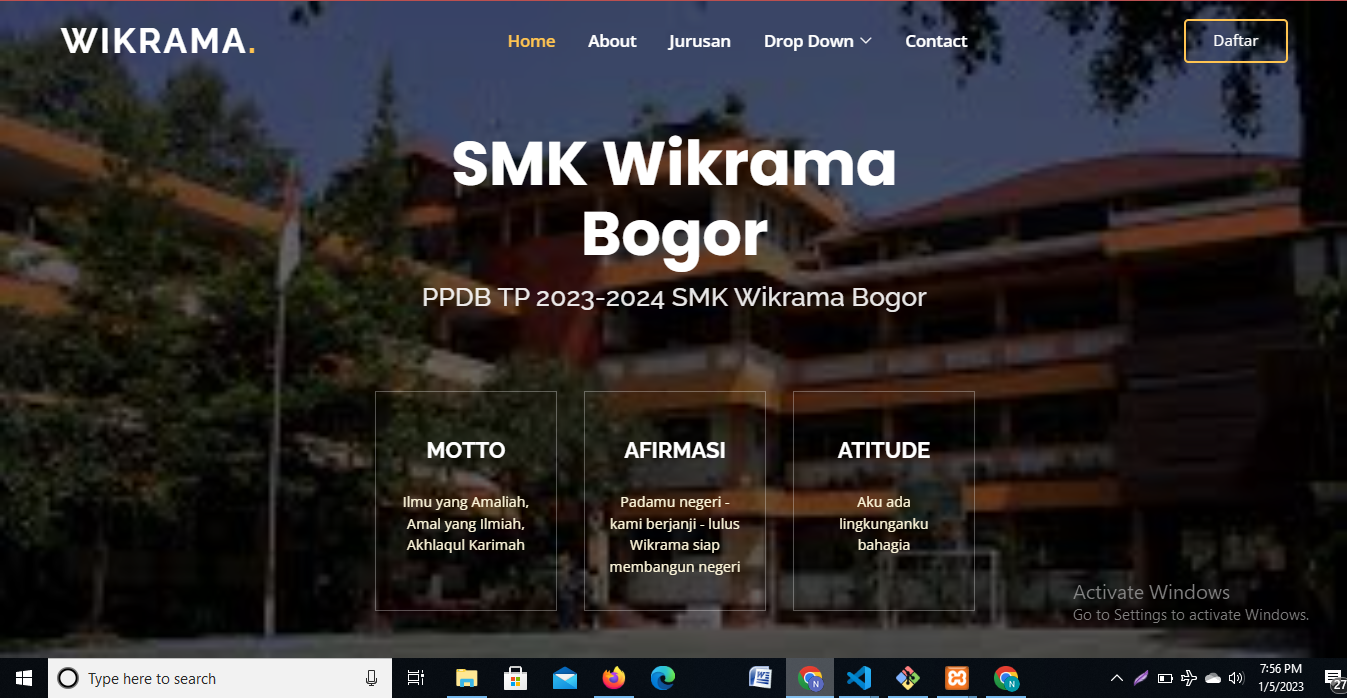 WIKRAMA.
Home About Jurusan Drop Down Contact
Daftar
SMK Wikrama
Bogor
PPDB TP 2023-2024 SMK Wikrama Bogor
MOTTO
Ilmu yang Amaliah,
Amal yang Ilmiah,
Akhlaqul Karimah
AFIRMASI
Padamu negeri -
kami berjanji - lulus
Wikrama siap
membangun negeri
ATITUDE
Aku ada
lingkunganku
bahagia
Activate Windows
Go to Settings to activate Windows.
Type here to search
W
N
N
7:56 PM
1/5/2023
27